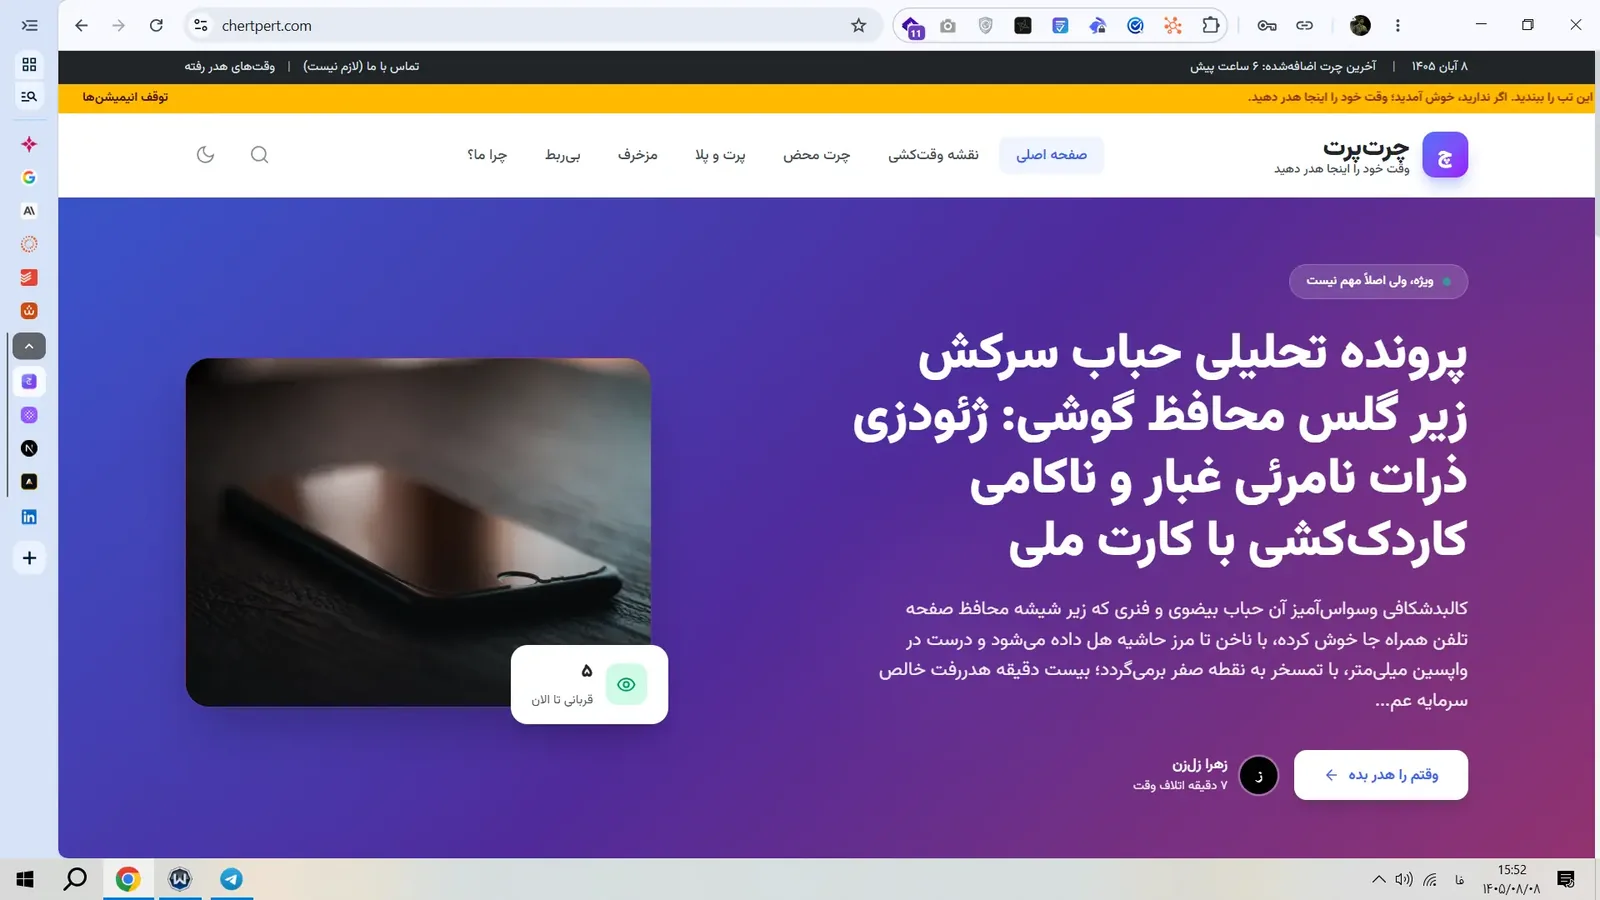 chertpert.com
11
۸ آبان ۱۴۰۵ | آخرین چرت اضافه‌شده: ۶ ساعت پیش
تماس با ما (لازم نیست) | وقت‌های هدر رفته
این تب را ببندید. اگر ندارید، خوش آمدید؛ وقت خود را اینجا هدر دهید.
توقف انیمیشن‌ها
چ
چرت‌پرت
وقت خود را اینجا هدر دهید
صفحه اصلی
نقشه وقت‌کشی
چرت محض
پرت و پلا
مزخرف
بی‌ربط
چرا ما؟
ویژه، ولی اصلاً مهم نیست
پرونده تحلیلی حباب سرکش
زیر گلس محافظ گوشی: ژئودزی
ذرات نامرئی غبار و ناکامی
کاردک‌کشی با کارت ملی
کالبدشکافی وسواس‌آمیز آن حباب بیضوی و فنری که زیر شیشه محافظ صفحه
تلفن همراه جا خوش کرده، با ناخن تا مرز حاشیه هل داده می‌شود و درست در
واپسین میلی‌متر، با تمسخر به نقطه صفر برمی‌گردد؛ بیست دقیقه هدررفت خالص
سرمایه عم...
وقتم را هدر بده
ز
زهرا زل‌زن
۷ دقیقه اتلاف وقت
۵
قربانی تا الان
فا
15:52
۱۴۰۵/۰۸/۰۸